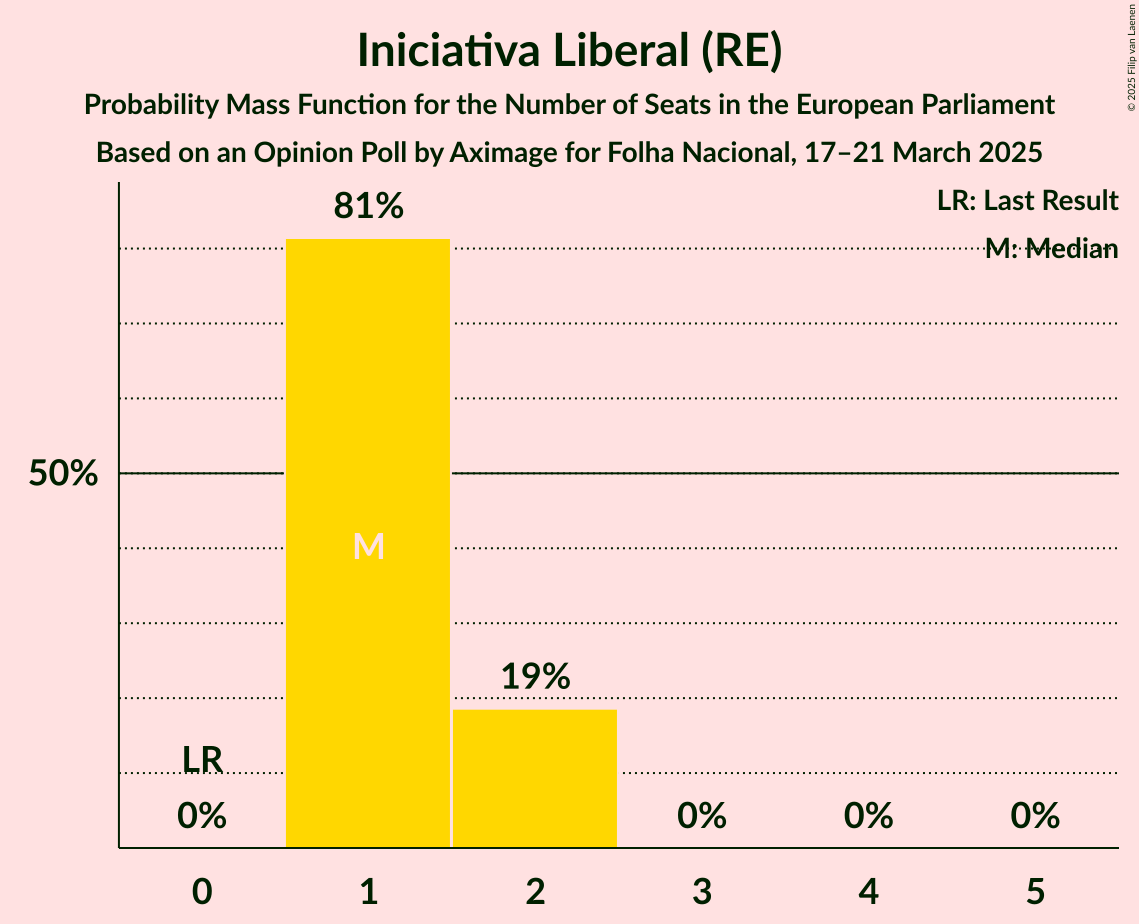 Iniciativa Liberal (RE)
Probability Mass Function for the Number of Seats in the European Parliament
Based on an Opinion Poll by Aximage for Folha Nacional, 17–21 March 2025
© 2025 Filip van Laenen
LR: Last Result
M: Median
81%
50%
M
19%
LR
0%
0%
0%
0%
0
1
2
3
4
5